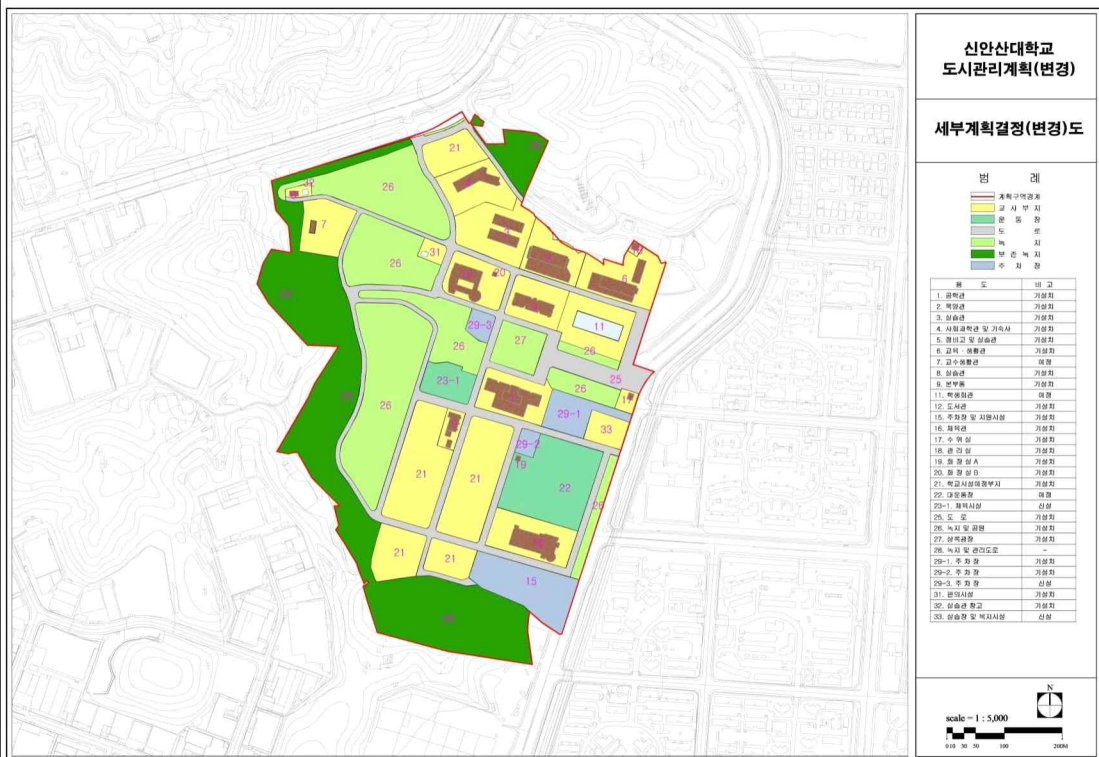 신안산대학교
도시관리계획(변경)
세부계획결정(변경)도
범 례
계획구역경계
교 사 부 지
운 동 장
도 로
녹 지
보 존 녹 지
주 차 장
용 도 비 고
1. 공학관 기설치
2. 복열관 기설치
3. 실습관 기설치
4. 사회과학관 및 기숙사 기설치
5. 정비고 및 실습관 기설치
6. 교육·생활관 기설치
7. 교수생활관 예정
8. 실습관 기설치
9. 본부동 기설치
11. 학생회관 예정
12. 도서관 기설치
15. 주차장 및 지원시설 기설치
16. 체육관 기설치
17. 수 위 실 기설치
18. 관 리 실 기설치
19. 화 장 실 A 기설치
20. 화 장 실 B 기설치
21. 학교시설예정부지 기설치
22. 대운동장 예정
23-1. 체육시설 신설
25. 도 로 기설치
26. 녹지 및 공원 기설치
27. 상록광장 기설치
28. 녹지 및 관리도로 -
29-1. 주 차 장 기설치
29-2. 주 차 장 기설치
29-3. 주 차 장 신설
31. 편의시설 기설치
32. 실습관 창고 기설치
33. 실습장 및 복지시설 신설
N
scale = 1 : 5,000
0 10 30 50 100 200M
21
32
26
7
26
31
20
6
11
29-3
27
26
26
25
23-1
26
29-1
17
33
26
29-2
19
21
21
22
28
21
21
15